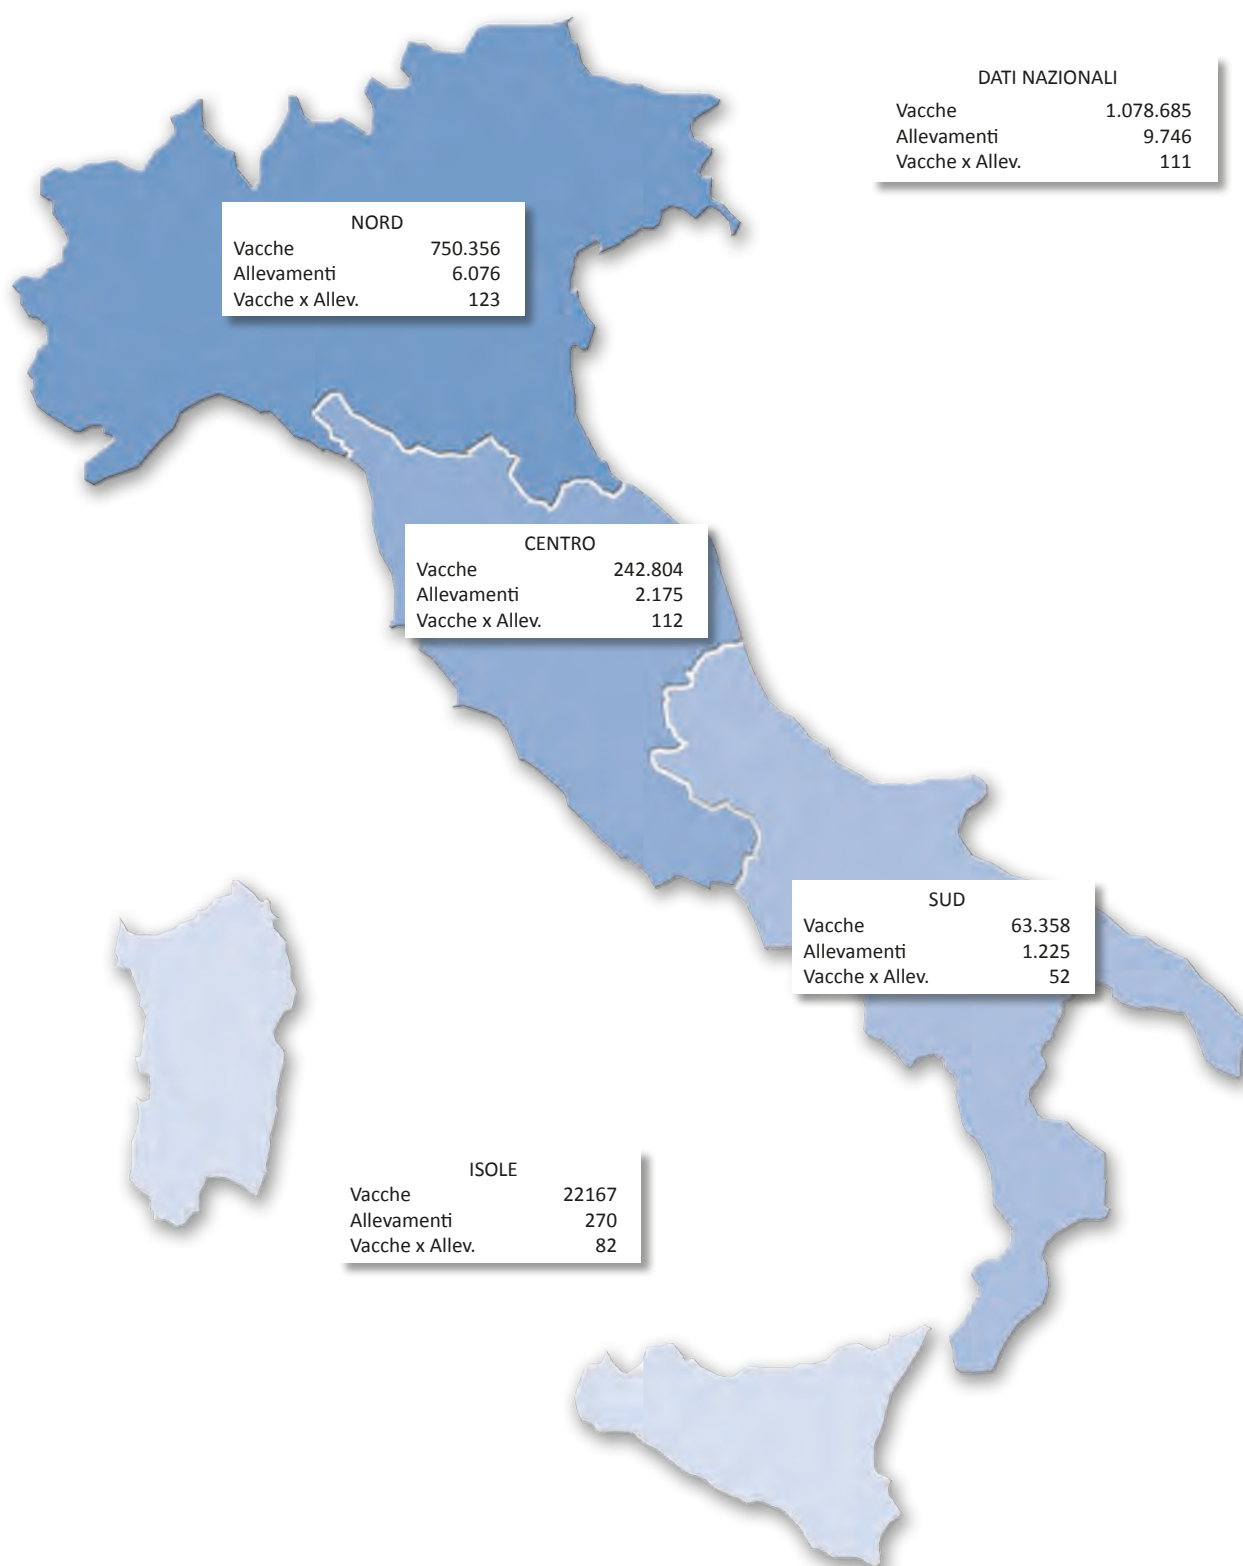 DATI NAZIONALI
Vacche 1.078.685
Allevamenti 9.746
Vacche x Allev. 111
NORD
Vacche 750.356
Allevamenti 6.076
Vacche x Allev. 123
CENTRO
Vacche 242.804
Allevamenti 2.175
Vacche x Allev. 112
SUD
Vacche 63.358
Allevamenti 1.225
Vacche x Allev. 52
ISOLE
Vacche 22167
Allevamenti 270
Vacche x Allev. 82